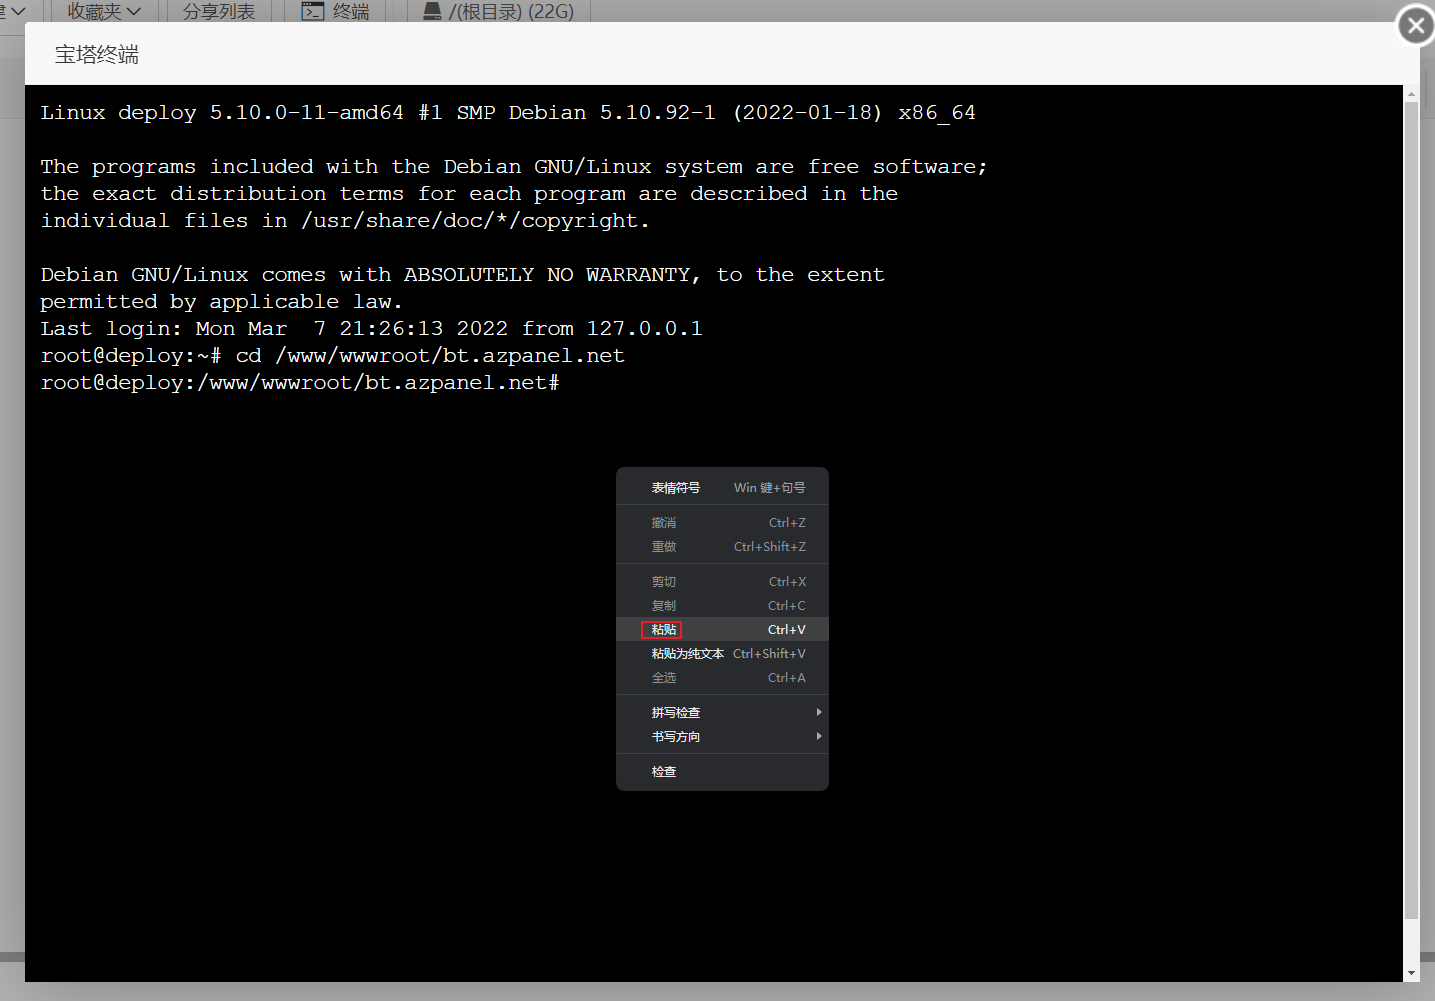 收藏夹
分享列表
终端
/(根目录) (22G)
宝塔终端
Linux deploy 5.10.0-11-amd64 #1 SMP Debian 5.10.92-1 (2022-01-18) x86_64
The programs included with the Debian GNU/Linux system are free software;
the exact distribution terms for each program are described in the
individual files in /usr/share/doc/*/copyright.
Debian GNU/Linux comes with ABSOLUTELY NO WARRANTY, to the extent
permitted by applicable law.
Last login: Mon Mar  7 21:26:13 2022 from 127.0.0.1
root@deploy:~# cd /www/wwwroot/bt.azpanel.net
root@deploy:/www/wwwroot/bt.azpanel.net#
表情符号 Win 键+句号
撤消 Ctrl+Z
重做 Ctrl+Shift+Z
剪切 Ctrl+X
复制 Ctrl+C
粘贴 Ctrl+V
粘贴为纯文本 Ctrl+Shift+V
全选 Ctrl+A
拼写检查
书写方向
检查